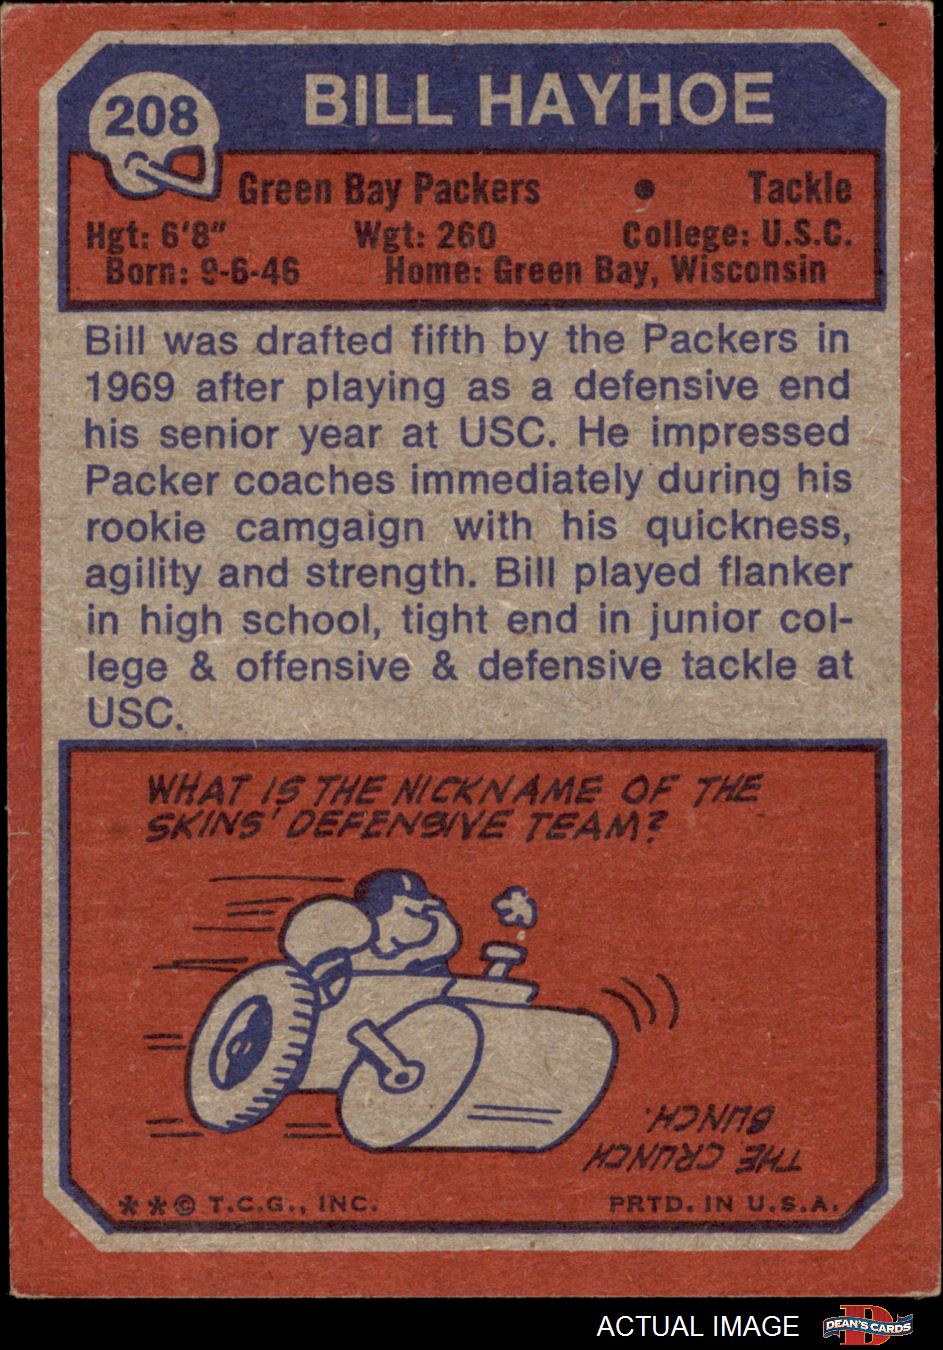 208
BILL HAYHOE
Green Bay Packers • Tackle
Hgt: 6'8" Wgt: 260 College: U.S.C.
Born: 9-6-46 Home: Green Bay, Wisconsin
Bill was drafted fifth by the Packers in
1969 after playing as a defensive end
his senior year at USC. He impressed
Packer coaches immediately during his
rookie camgaign with his quickness,
agility and strength. Bill played flanker
in high school, tight end in junior col-
lege & offensive & defensive tackle at
USC.
WHAT IS THE NICKNAME OF THE
SKINS' DEFENSIVE TEAM?
THE CRUNCH
BUNCH.
**© T.C.G., INC. PRTD. IN U.S.A.
ACTUAL IMAGE
DEAN'S CARDS